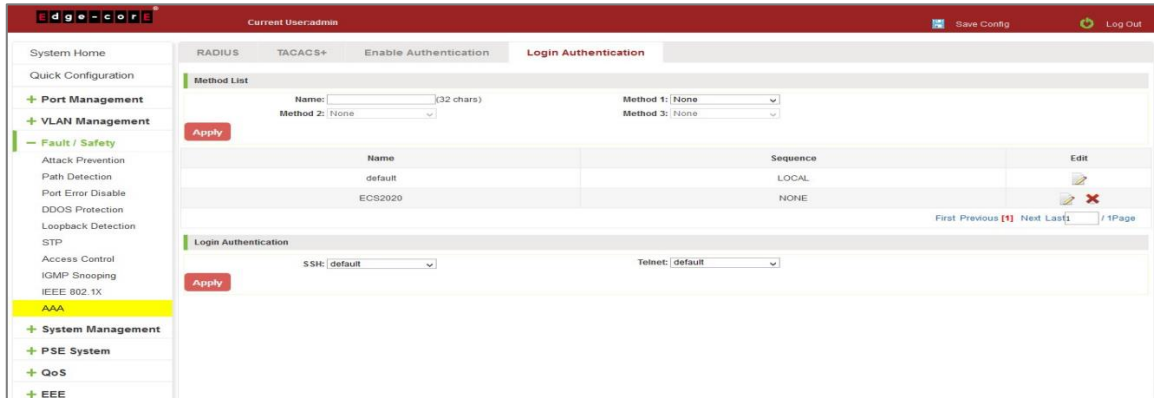 Edge-corE
Current User:admin
Save Config
Log Out
System Home
Quick Configuration
Port Management
VLAN Management
Fault / Safety
Attack Prevention
Path Detection
Port Error Disable
DDOS Protection
Loopback Detection
STP
Access Control
IGMP Snooping
IEEE 802.1X
AAA
System Management
PSE System
QoS
EEE
RADIUS TACACS+ Enable Authentication Login Authentication
Method List
Name: (32 chars) Method 1: None
Method 2: None Method 3: None
Apply
Name Sequence Edit
default LOCAL
ECS2020 NONE
First Previous [1] Next Last 1 / 1Page
Login Authentication
SSH: default Telnet: default
Apply